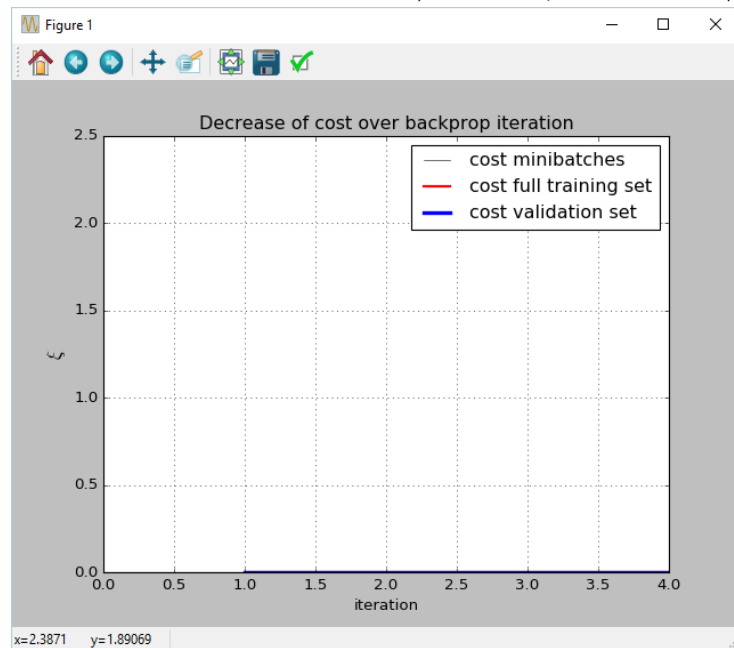 Figure 1
Decrease of cost over backprop iteration
cost minibatches
cost full training set
cost validation set
2.5
2.0
1.5
1.0
0.5
0.0
ξ
0.0 0.5 1.0 1.5 2.0 2.5 3.0 3.5 4.0
iteration
x=2.3871 y=1.89069